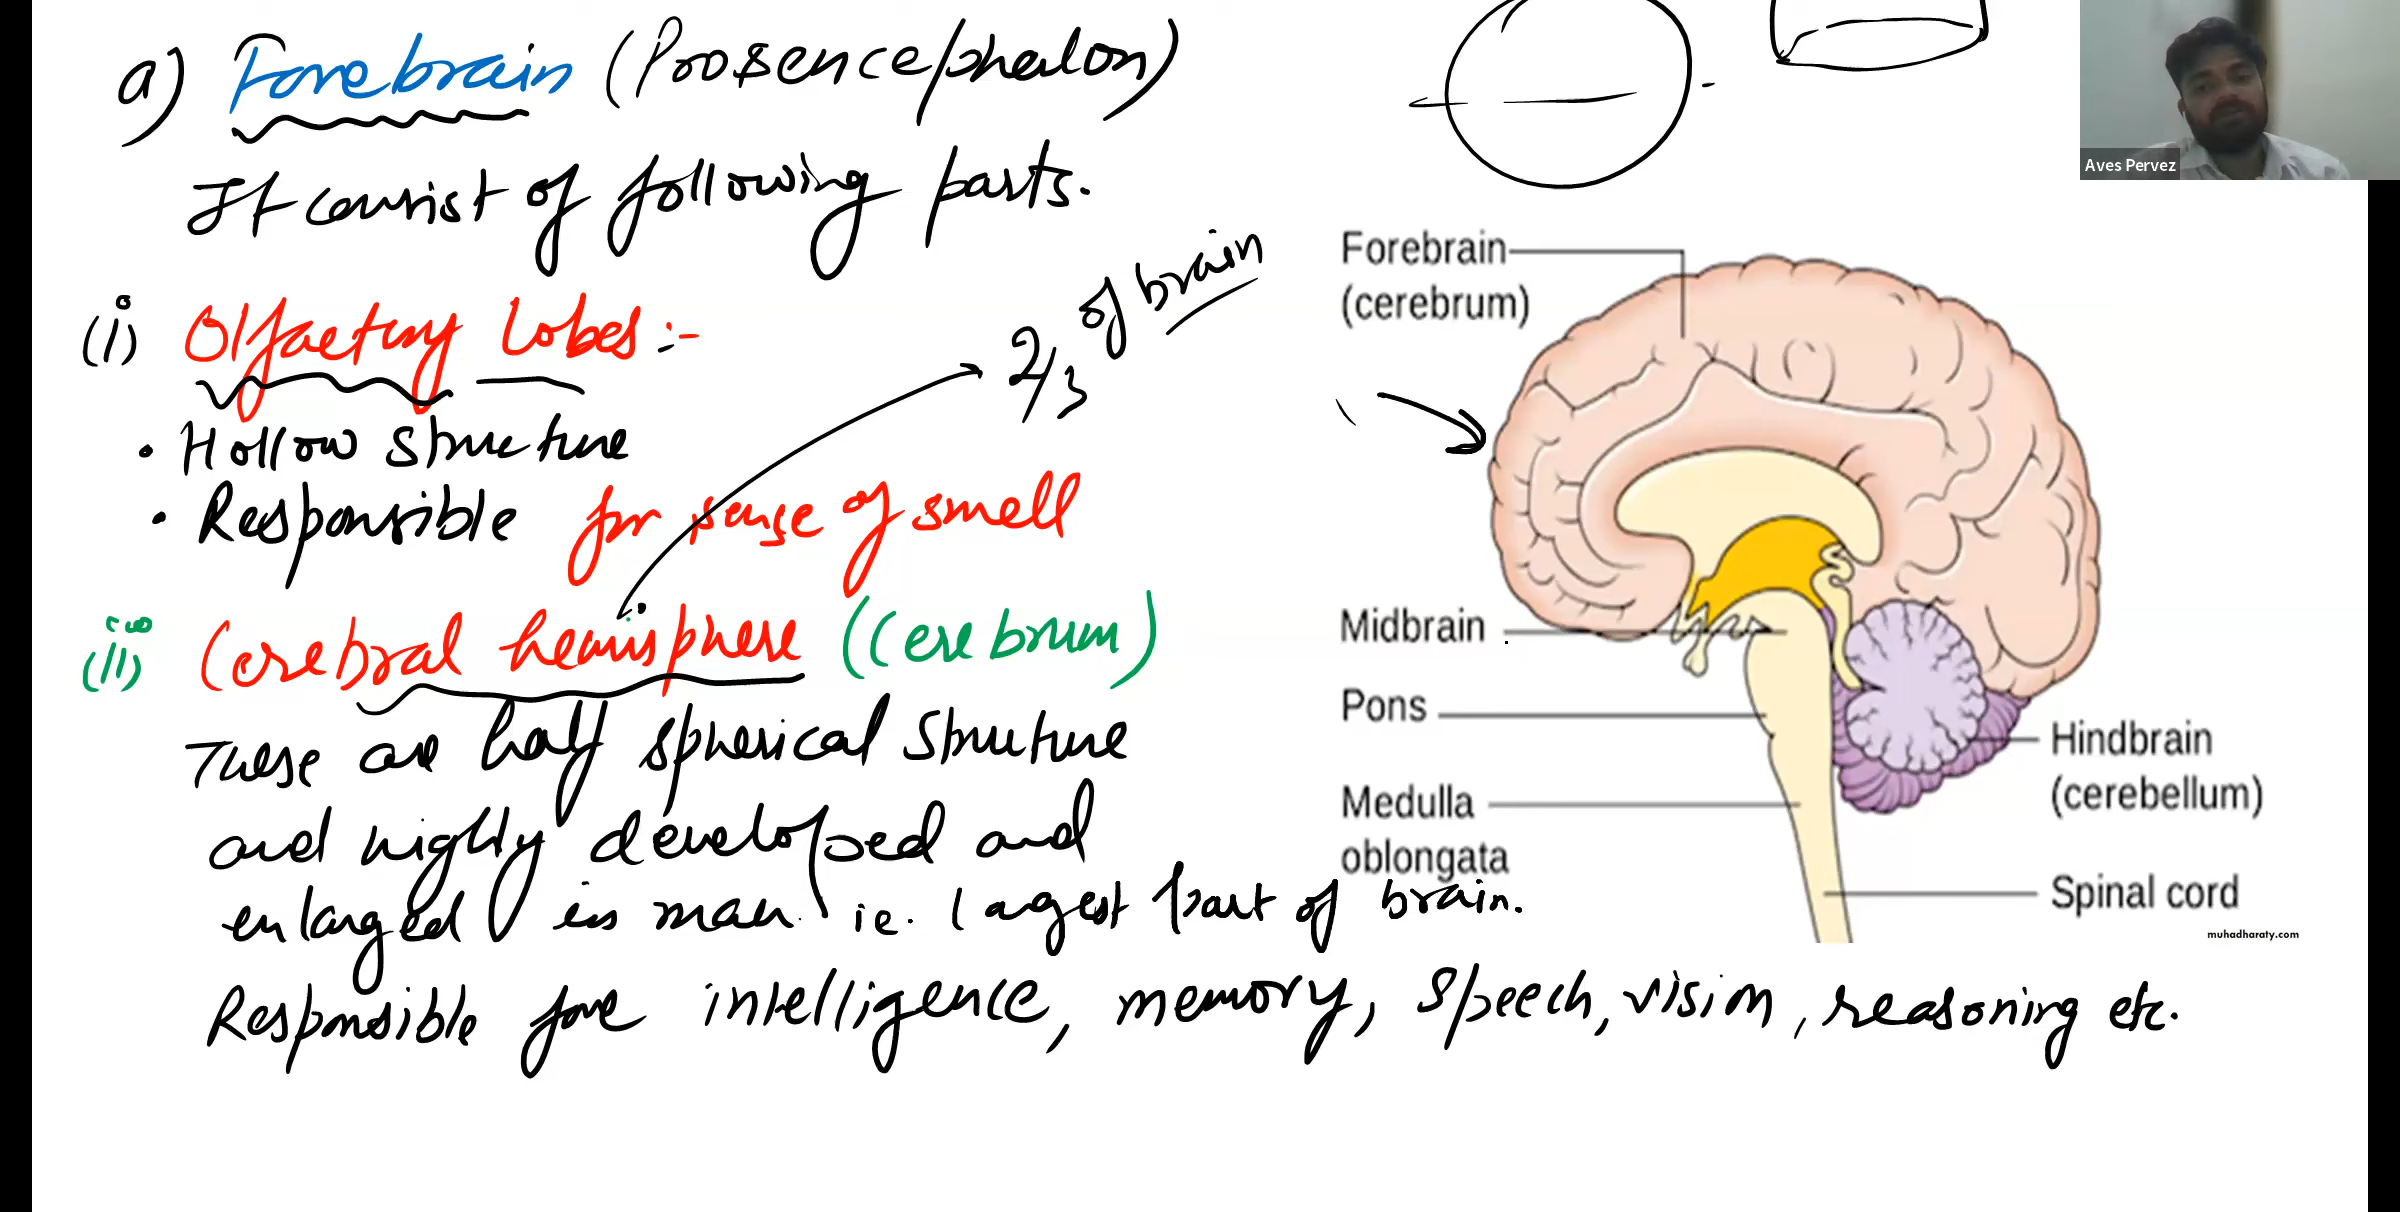 a) Forebrain (Prosencephalon)
It consist of following parts.
(i) Olfactory Lobes :-
• Hollow structure
• Responsible for sense of smell
2/3 of brain
(ii) Cerebral hemisphere (Cerebrum)
These are half spherical structure
and highly developed and
enlarged in man. ie. largest part of brain.
Responsible for intelligence, memory, speech, vision, reasoning etc.
Aves Pervez
Forebrain
(cerebrum)
Midbrain
Pons
Medulla
oblongata
Hindbrain
(cerebellum)
Spinal cord
muhadharaty.com